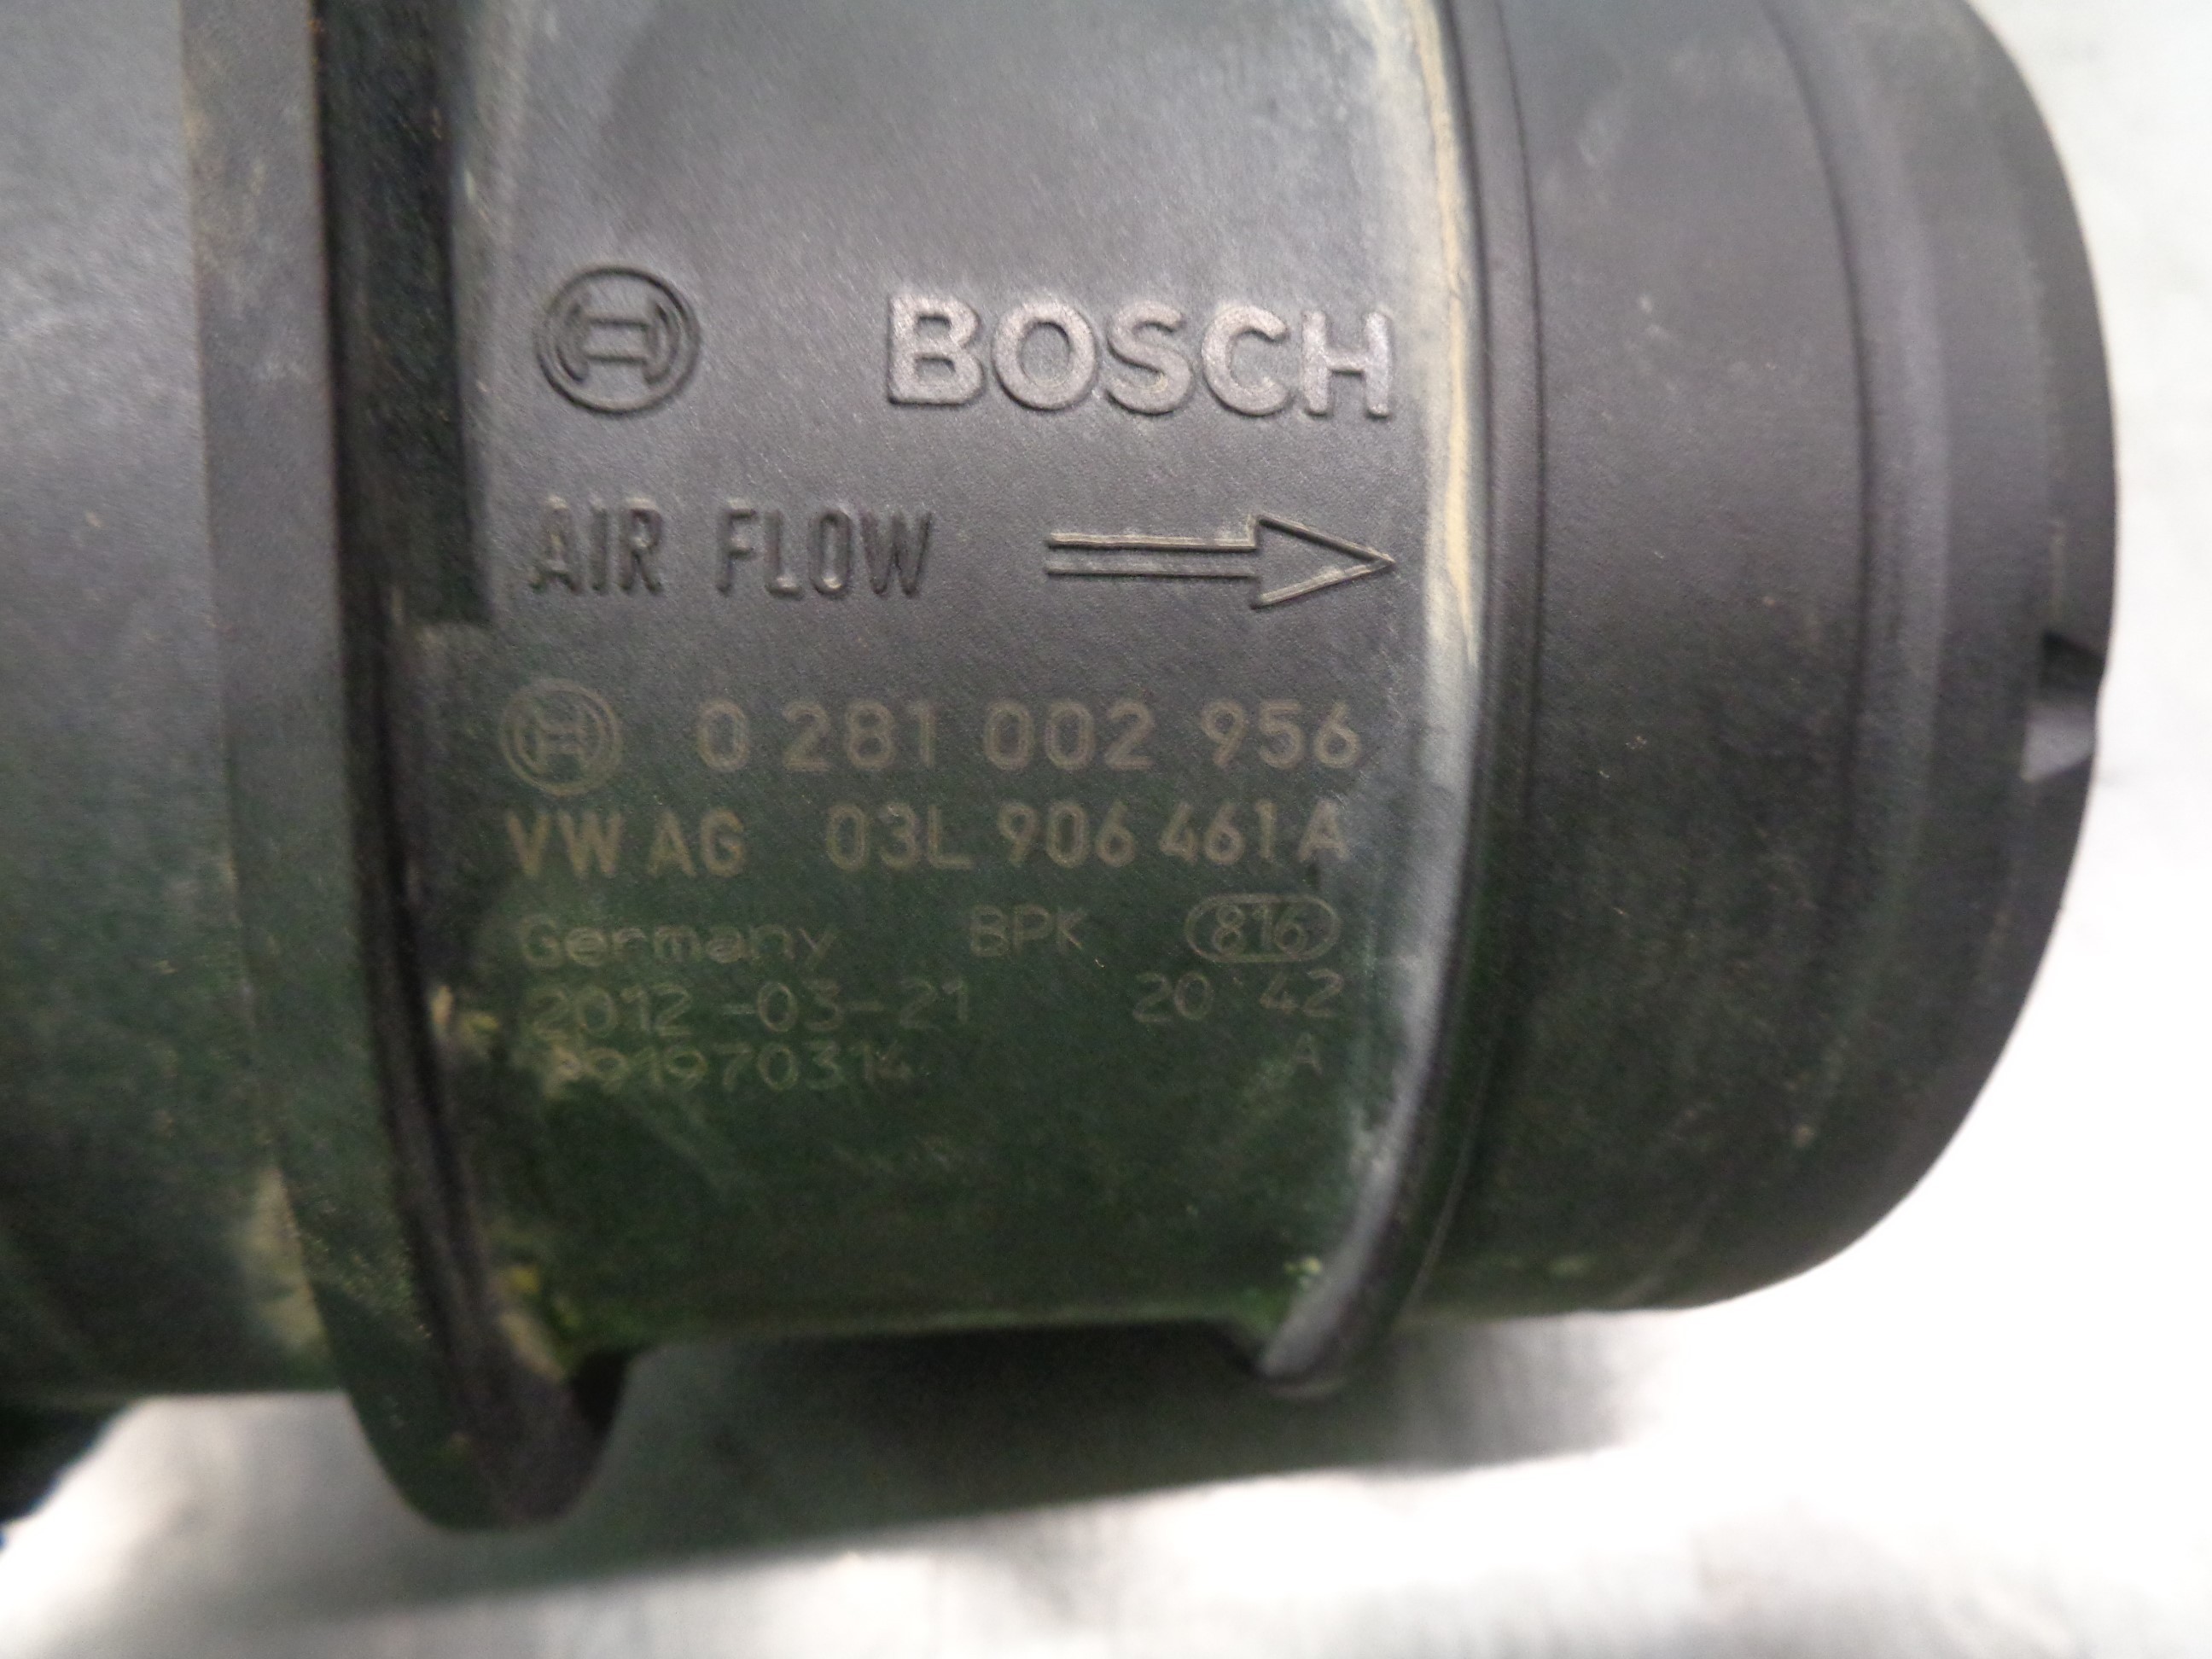 BOSCH
AIR FLOW
0 281 002 956
VW AG 03L 906 461 A
Germany BPK 816
2012-03-21 20 42
A